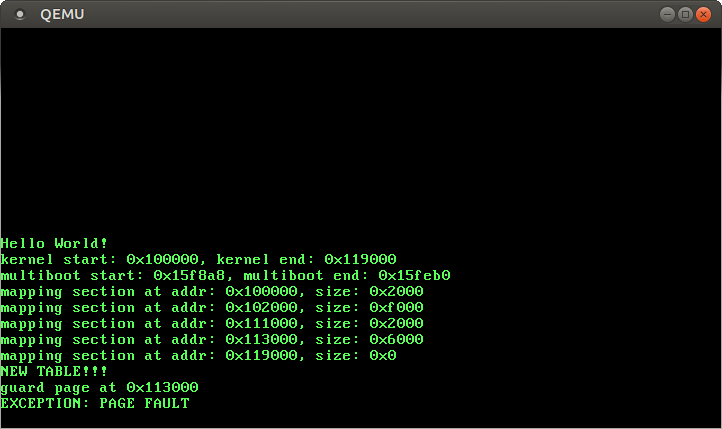 QEMU
Hello World!
kernel start: 0x100000, kernel end: 0x119000
multiboot start: 0x15f8a8, multiboot end: 0x15feb0
mapping section at addr: 0x100000, size: 0x2000
mapping section at addr: 0x102000, size: 0xf000
mapping section at addr: 0x111000, size: 0x2000
mapping section at addr: 0x113000, size: 0x6000
mapping section at addr: 0x119000, size: 0x0
NEW TABLE!!!
guard page at 0x113000
EXCEPTION: PAGE FAULT